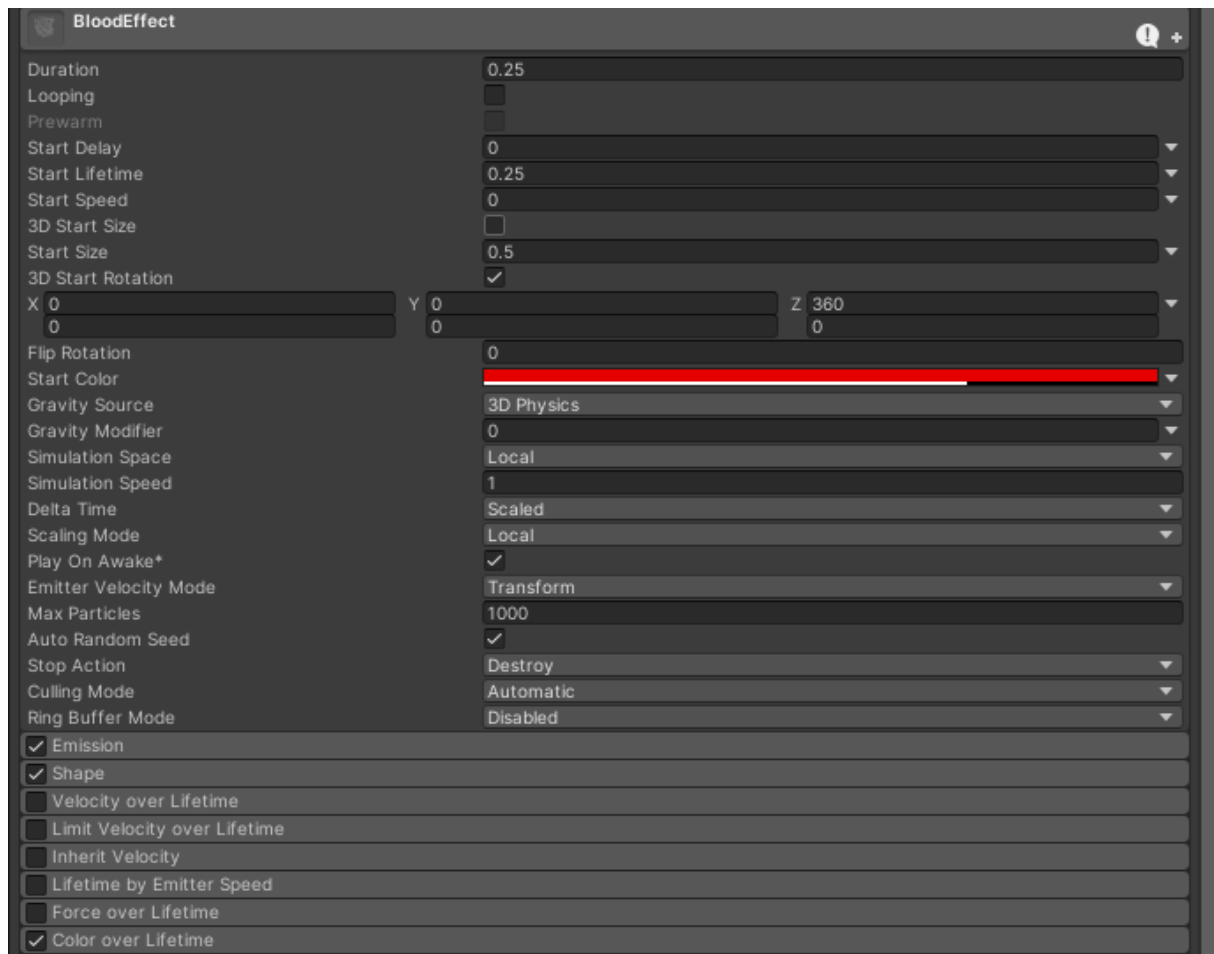 BloodEffect
Duration 0.25
Looping
Prewarm
Start Delay 0
Start Lifetime 0.25
Start Speed 0
3D Start Size
Start Size 0.5
3D Start Rotation
X 0 Y 0 Z 360
0 0 0
Flip Rotation 0
Start Color
Gravity Source 3D Physics
Gravity Modifier 0
Simulation Space Local
Simulation Speed 1
Delta Time Scaled
Scaling Mode Local
Play On Awake*
Emitter Velocity Mode Transform
Max Particles 1000
Auto Random Seed
Stop Action Destroy
Culling Mode Automatic
Ring Buffer Mode Disabled
Emission
Shape
Velocity over Lifetime
Limit Velocity over Lifetime
Inherit Velocity
Lifetime by Emitter Speed
Force over Lifetime
Color over Lifetime